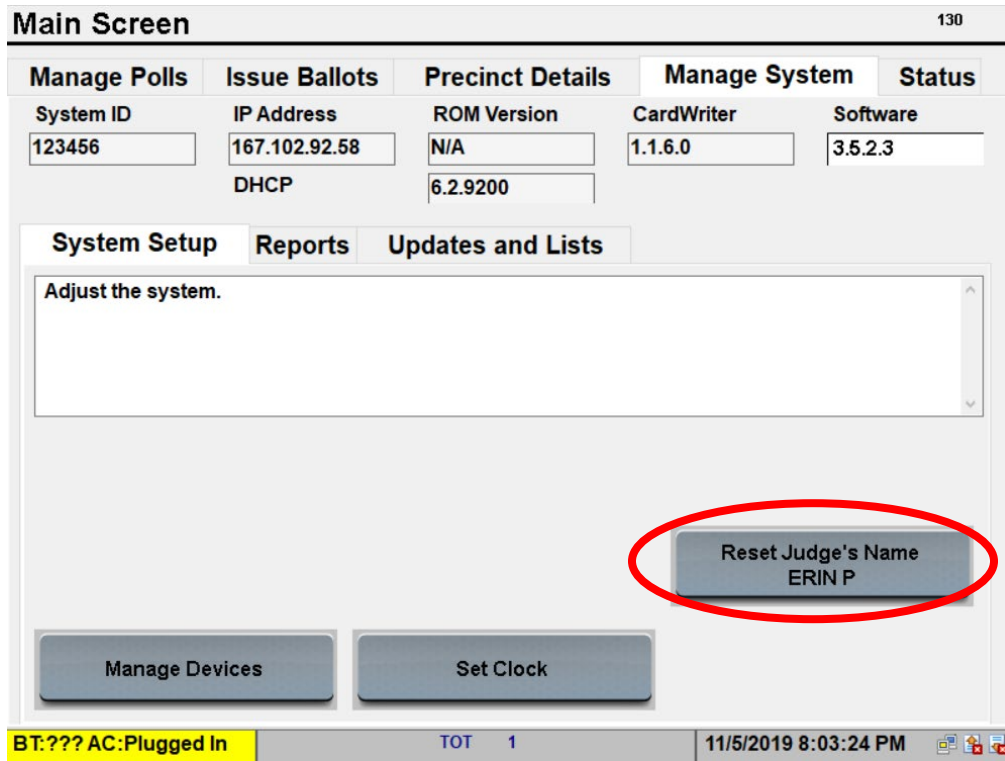 Main Screen 130
Manage Polls Issue Ballots Precinct Details Manage System Status
System ID IP Address ROM Version CardWriter Software
123456 167.102.92.58 N/A 1.1.6.0 3.5.2.3
DHCP 6.2.9200
System Setup Reports Updates and Lists
Adjust the system.
Reset Judge's Name
ERIN P
Manage Devices Set Clock
BT:??? AC:Plugged In TOT 1 11/5/2019 8:03:24 PM